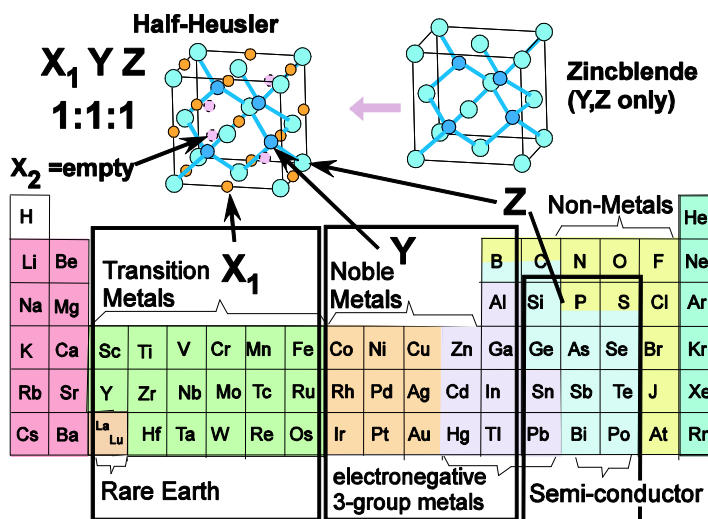 Half-Heusler
X₁ Y Z
1:1:1
X₂ =empty
Zincblende
(Y,Z only)
Z
Non-Metals
H He
Y
X₁
Transition
Metals
Noble
Metals
Li Be B C N O F Ne
Na Mg Al Si P S Cl Ar
K Ca Sc Ti V Cr Mn Fe Co Ni Cu Zn Ga Ge As Se Br Kr
Rb Sr Y Zr Nb Mo Tc Ru Rh Pd Ag Cd In Sn Sb Te J Xe
Cs Ba La Lu Hf Ta W Re Os Ir Pt Au Hg Tl Pb Bi Po At Rn
Rare Earth
electronegative
3-group metals
Semi-conductor